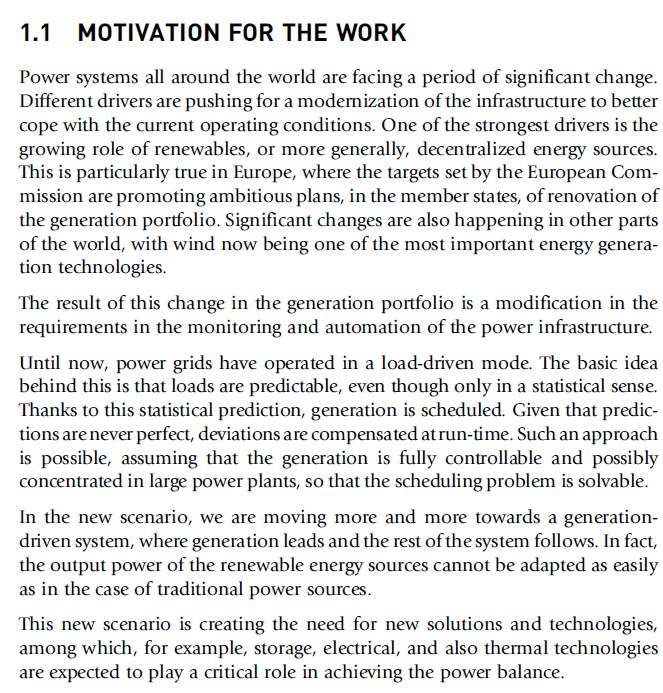 1.1 MOTIVATION FOR THE WORK
Power systems all around the world are facing a period of significant change.
Different drivers are pushing for a modernization of the infrastructure to better
cope with the current operating conditions. One of the strongest drivers is the
growing role of renewables, or more generally, decentralized energy sources.
This is particularly true in Europe, where the targets set by the European Com-
mission are promoting ambitious plans, in the member states, of renovation of
the generation portfolio. Significant changes are also happening in other parts
of the world, with wind now being one of the most important energy genera-
tion technologies.
The result of this change in the generation portfolio is a modification in the
requirements in the monitoring and automation of the power infrastructure.
Until now, power grids have operated in a load-driven mode. The basic idea
behind this is that loads are predictable, even though only in a statistical sense.
Thanks to this statistical prediction, generation is scheduled. Given that predic-
tions are never perfect, deviations are compensated at run-time. Such an approach
is possible, assuming that the generation is fully controllable and possibly
concentrated in large power plants, so that the scheduling problem is solvable.
In the new scenario, we are moving more and more towards a generation-
driven system, where generation leads and the rest of the system follows. In fact,
the output power of the renewable energy sources cannot be adapted as easily
as in the case of traditional power sources.
This new scenario is creating the need for new solutions and technologies,
among which, for example, storage, electrical, and also thermal technologies
are expected to play a critical role in achieving the power balance.